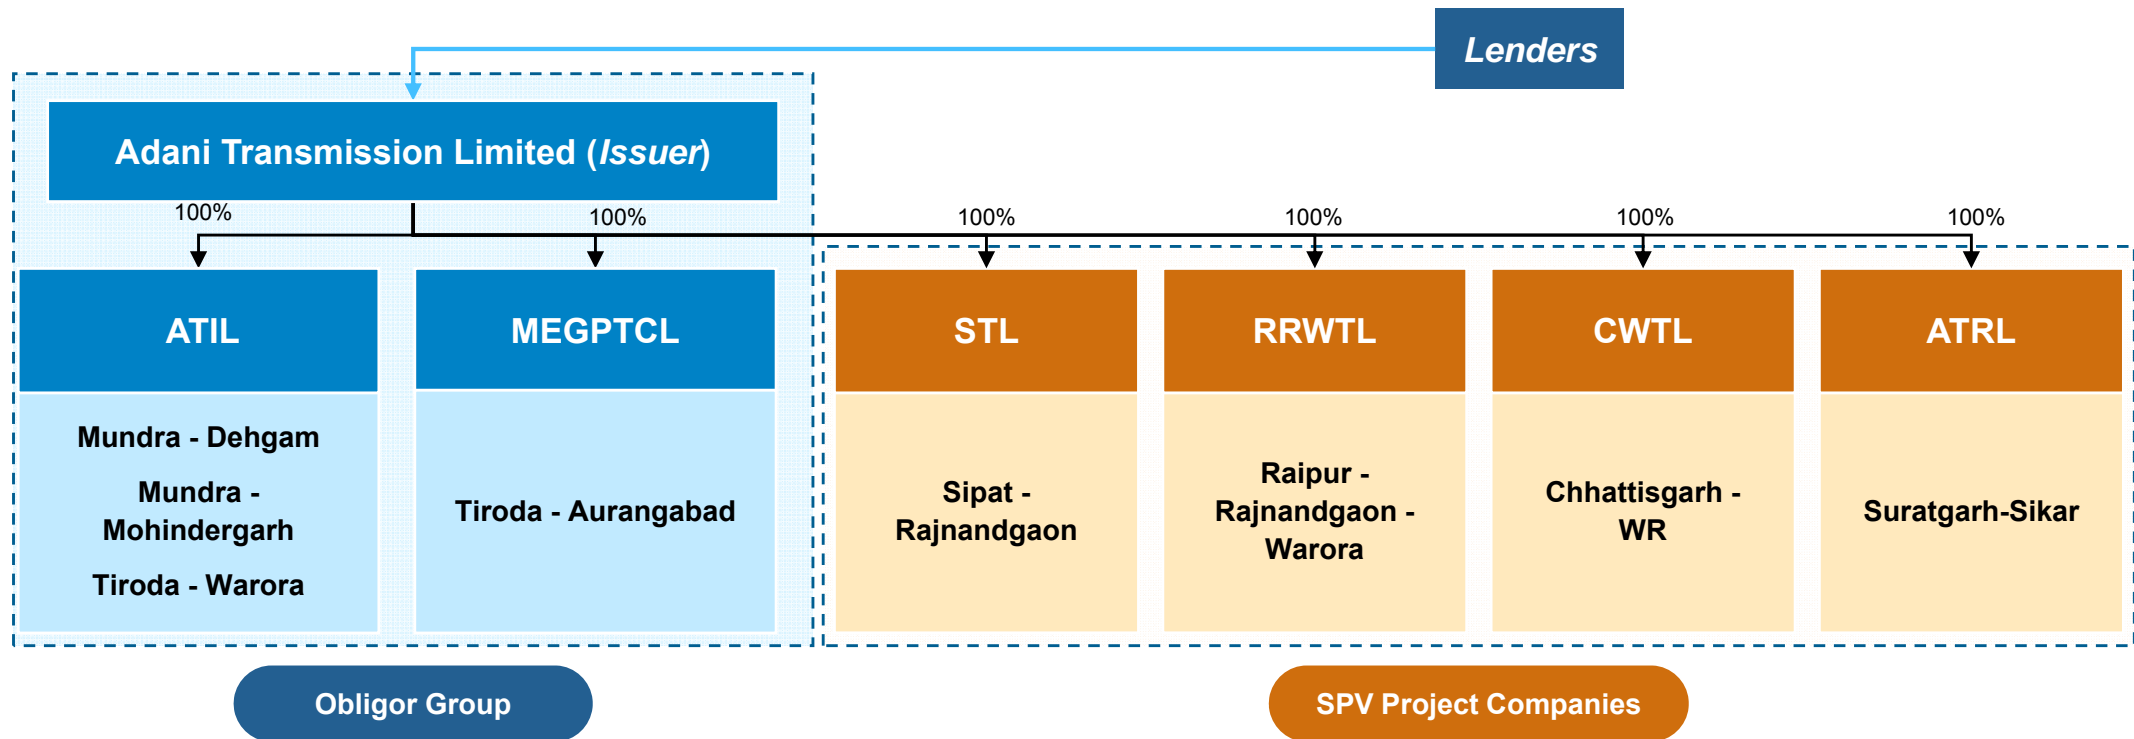 Lenders
Adani Transmission Limited (Issuer)
100%
100%
100%
100%
100%
100%
ATIL
MEGPTCL
STL
RRWTL
CWTL
ATRL
Mundra - Dehgam
Mundra -
Mohindergarh
Tiroda - Warora
Tiroda - Aurangabad
Sipat -
Rajnandgaon
Raipur -
Rajnandgaon -
Warora
Chhattisgarh -
WR
Suratgarh-Sikar
Obligor Group
SPV Project Companies